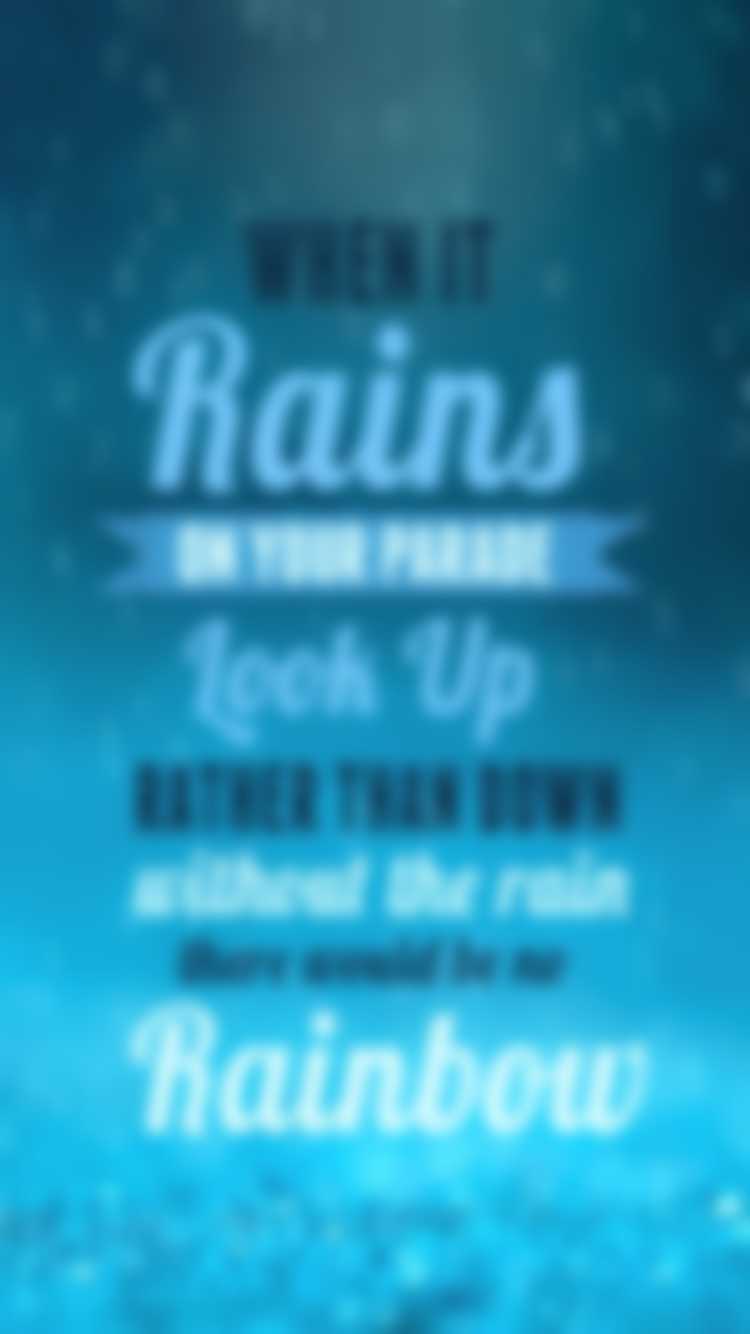 WHEN IT
Rains
ON YOUR PARADE
Look Up
RATHER THAN DOWN
without the rain
there would be no
Rainbow